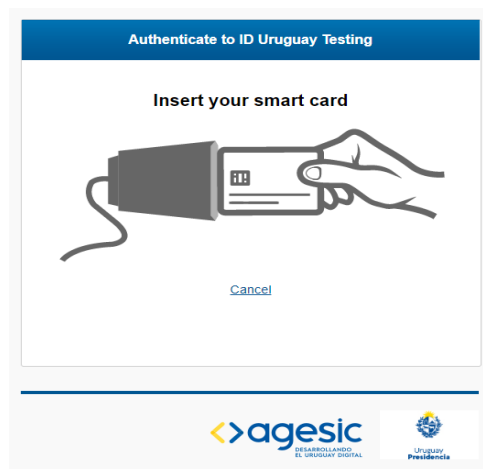 Authenticate to ID Uruguay Testing
Insert your smart card
Cancel
agesic
DESARROLLANDO
EL URUGUAY DIGITAL
Uruguay
Presidencia